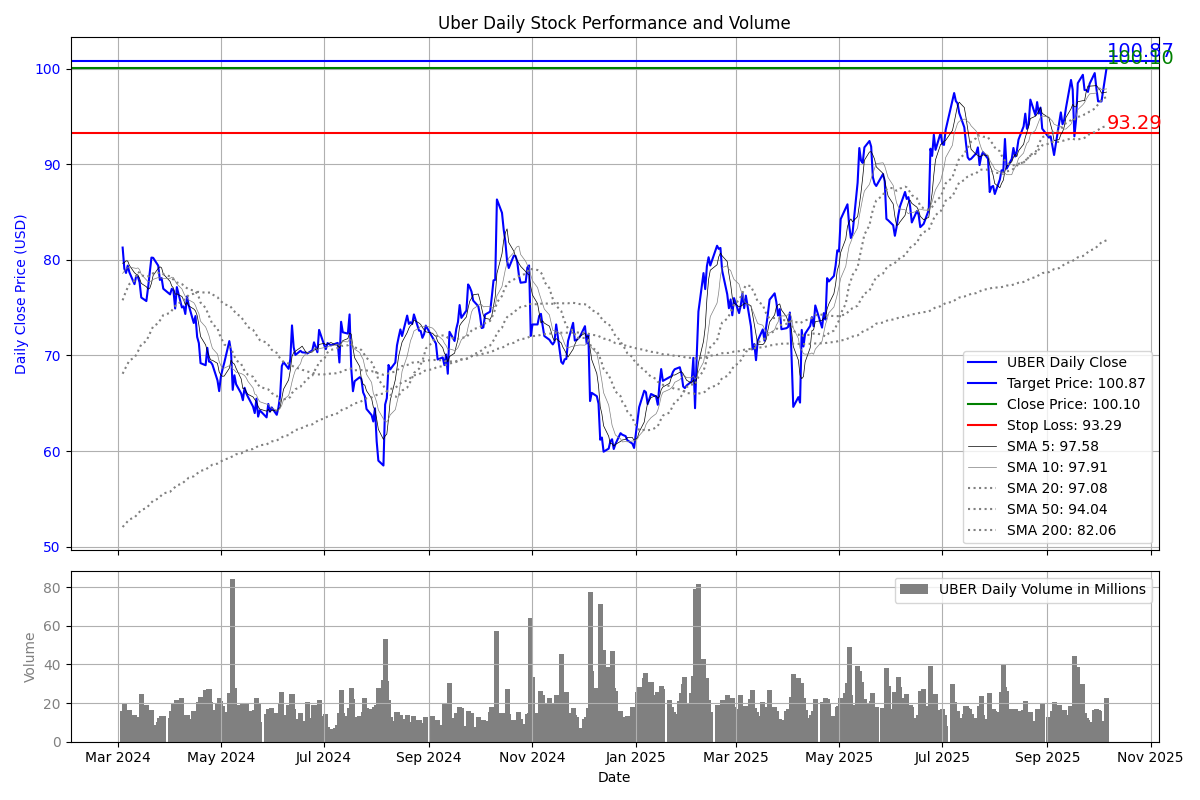 Uber Daily Stock Performance and Volume
100.87
100.10
93.29
Daily Close Price (USD)
100
90
80
70
60
50
UBER Daily Close
Target Price: 100.87
Close Price: 100.10
Stop Loss: 93.29
SMA 5: 97.58
SMA 10: 97.91
SMA 20: 97.08
SMA 50: 94.04
SMA 200: 82.06
Volume
80
60
40
20
0
UBER Daily Volume in Millions
Mar 2024 May 2024 Jul 2024 Sep 2024 Nov 2024 Jan 2025 Mar 2025 May 2025 Jul 2025 Sep 2025 Nov 2025
Date